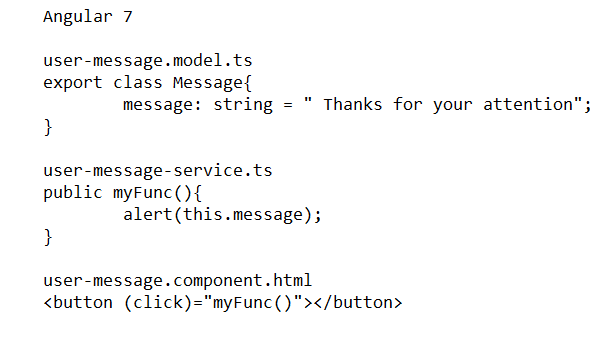 Angular 7
user-message.model.ts
export class Message{
message: string = " Thanks for your attention";
}
user-message-service.ts
public myFunc(){
alert(this.message);
}
user-message.component.html
<button (click)="myFunc()"></button>